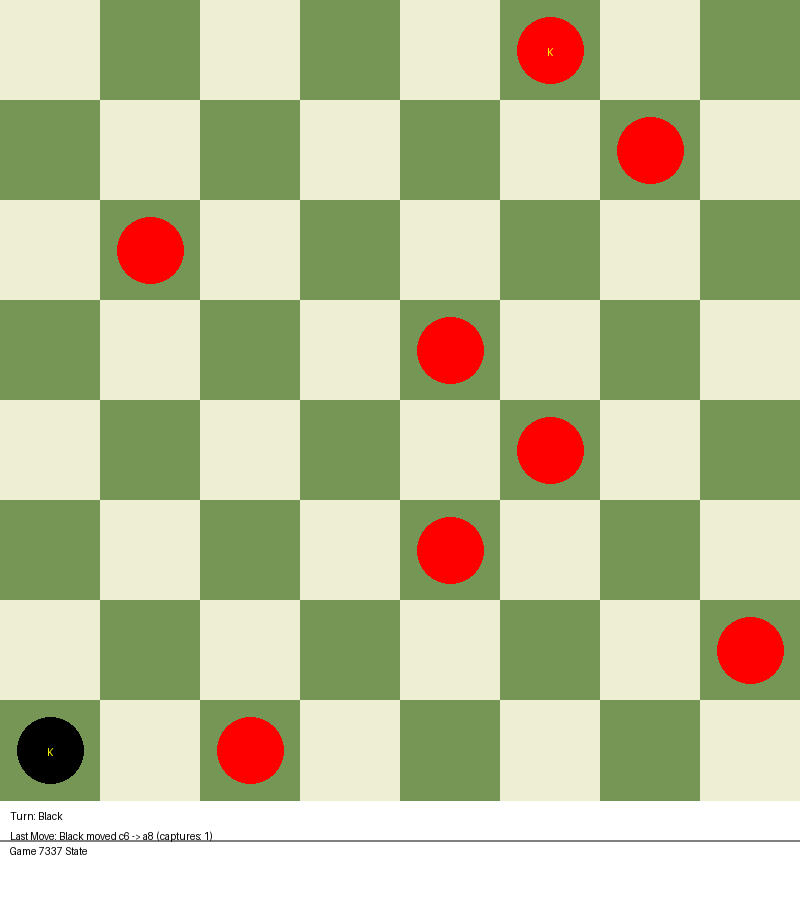 K
K
Turn: Black
Last Move: Black moved c6 -> a8 (captures: 1)
Game 7337 State